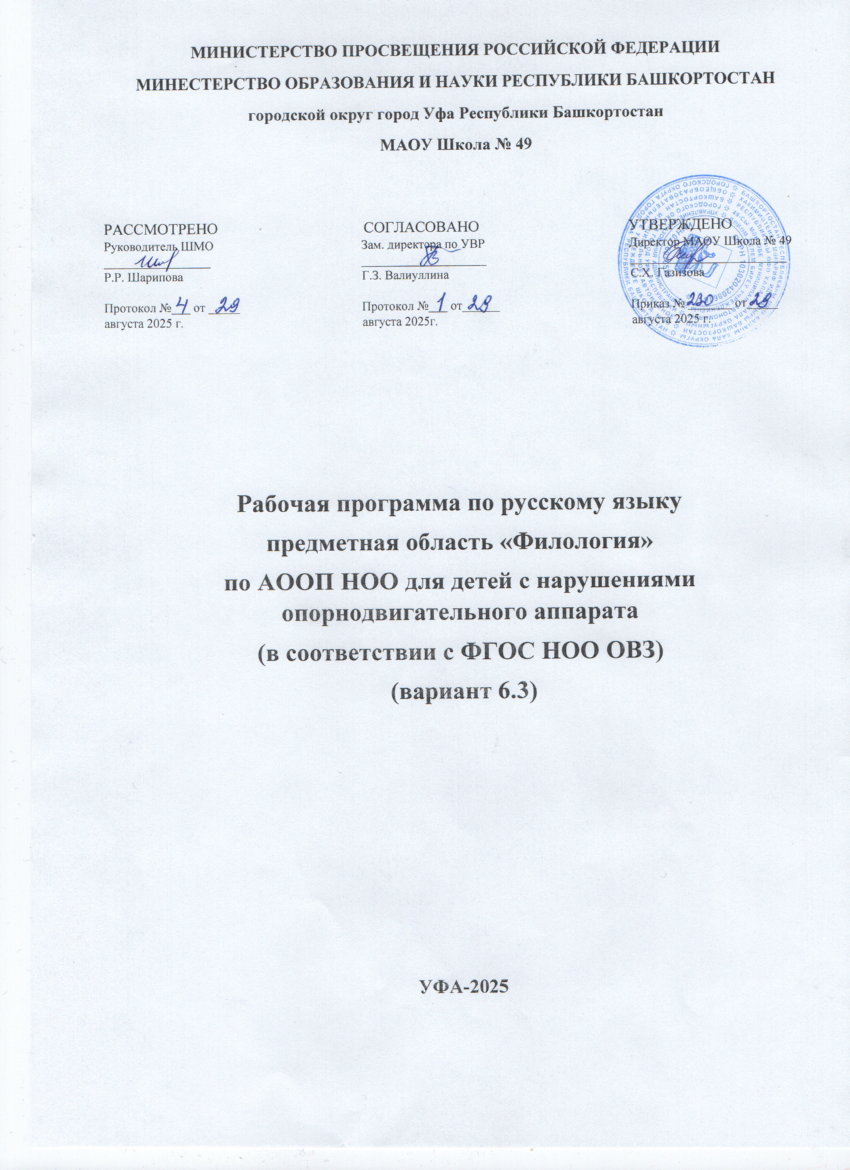 МИНИСТЕРСТВО ПРОСВЕЩЕНИЯ РОССИЙСКОЙ ФЕДЕРАЦИИ
МИНЕСТЕРСТВО ОБРАЗОВАНИЯ И НАУКИ РЕСПУБЛИКИ БАШКОРТОСТАН
городской округ город Уфа Республики Башкортостан
МАОУ Школа № 49
РАССМОТРЕНО
Руководитель ШМО
Р.Р. Шарипова
Протокол № 4 от 29
августа 2025 г.
СОГЛАСОВАНО
Зам. директора по УВР
Г.З. Валиуллина
Протокол № 1 от 29
августа 2025г.
УТВЕРЖДЕНО
Директор МАОУ Школа № 49
С.Х. Газизова
Приказ № 230 от 29
августа 2025 г.
Рабочая программа по русскому языку
предметная область «Филология»
по АООП НОО для детей с нарушениями
опорнодвигательного аппарата
(в соответствии с ФГОС НОО ОВЗ)
(вариант 6.3)
УФА-2025